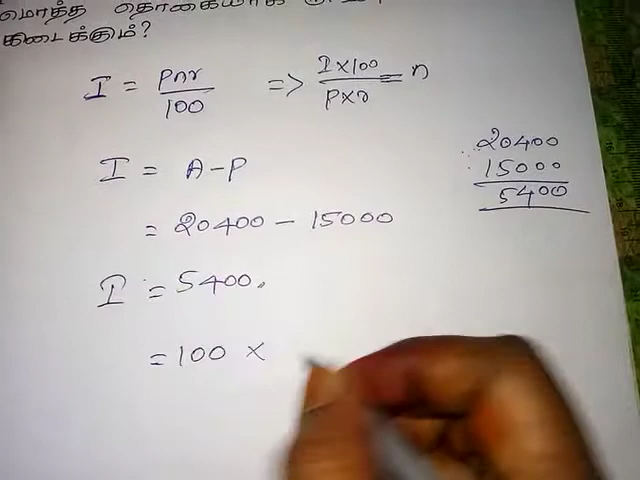 மொத்த தொகையாக
கிடைக்கும்?
I = pnr/100 => I×100/p×r = n
I = A-P
= 20400 - 15000
20400
15000
5400
I = 5400.
= 100 ×